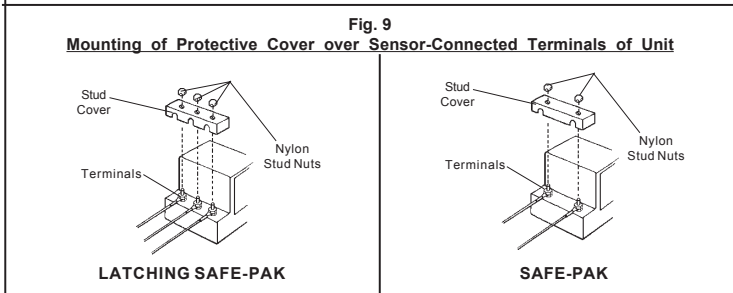 Fig. 9
Mounting of Protective Cover over Sensor-Connected Terminals of Unit
Stud
Cover
Nylon
Stud Nuts
Terminals
LATCHING SAFE-PAK
Stud
Cover
Nylon
Stud Nuts
Terminals
SAFE-PAK